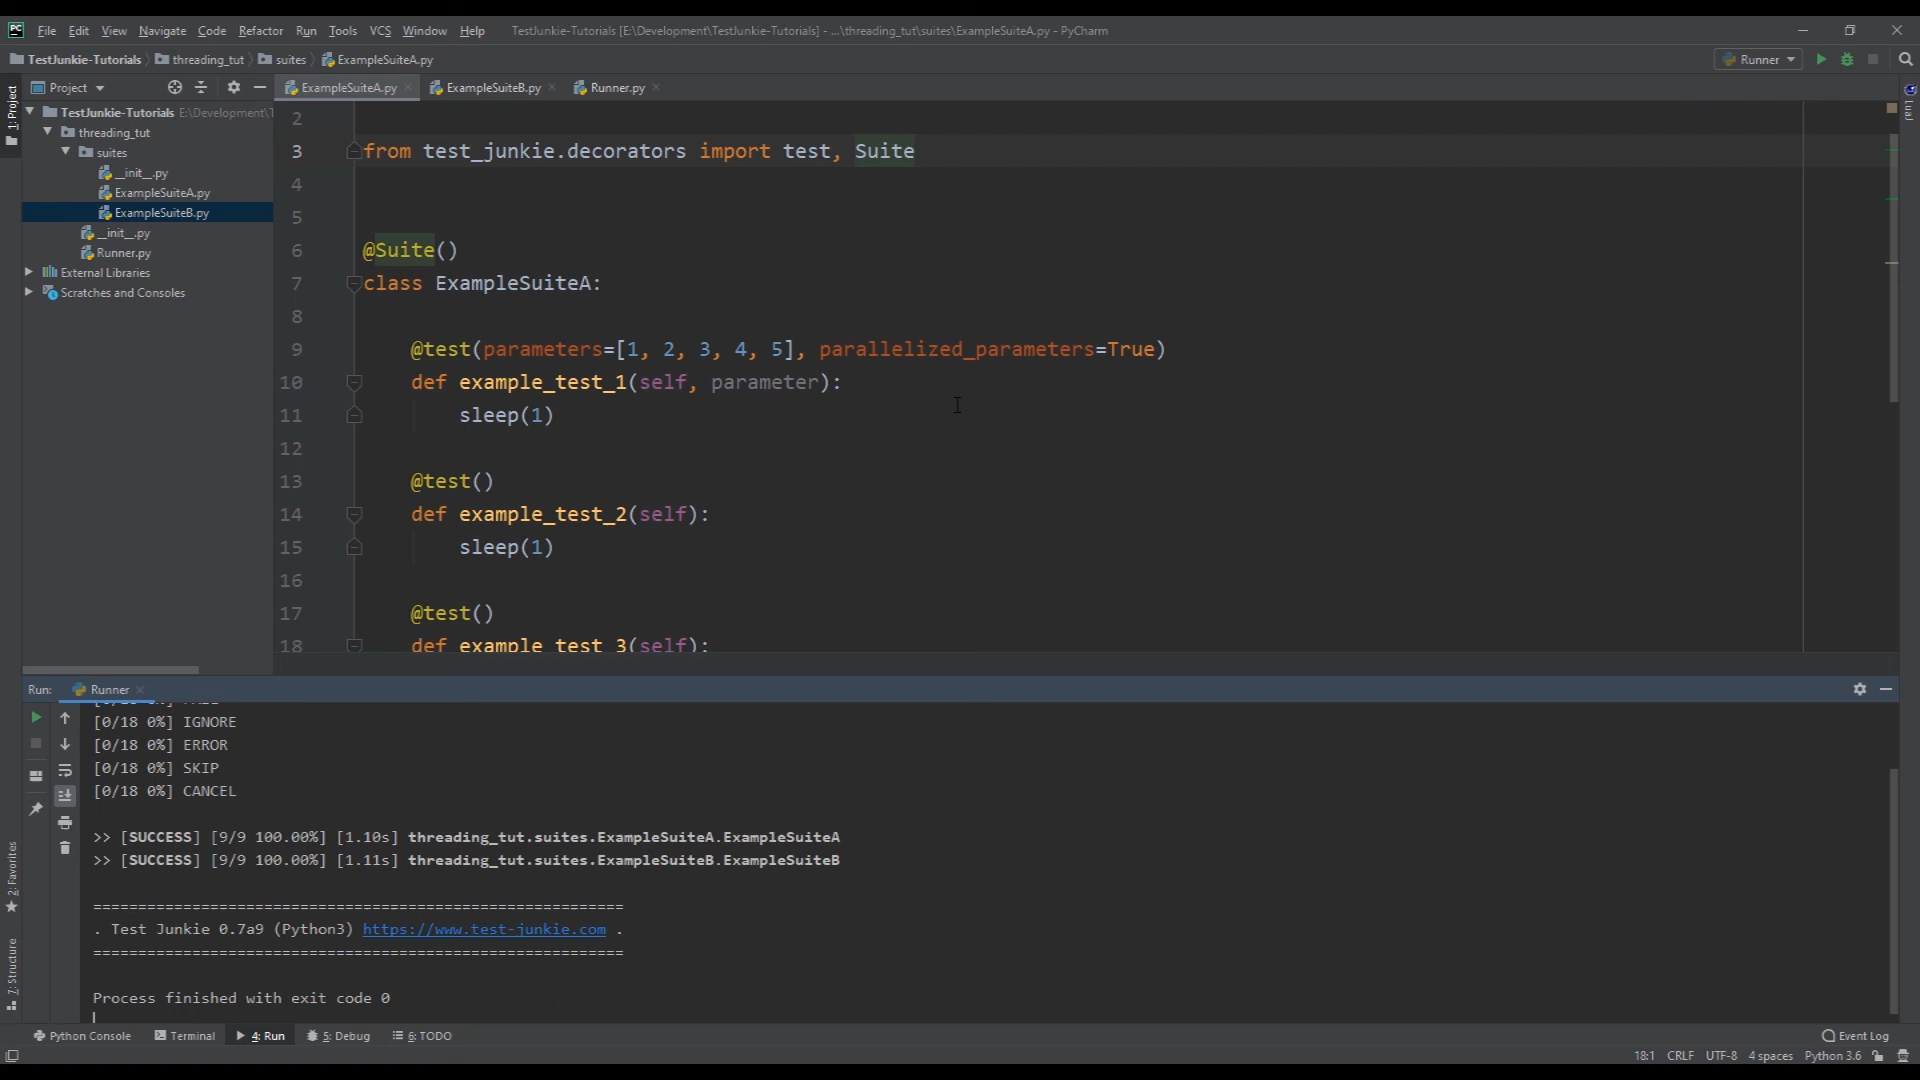 PC File Edit View Navigate Code Refactor Run Tools VCS Window Help TestJunkie-Tutorials [E:\Development\TestJunkie-Tutorials] - ...\threading_tut\suites\ExampleSuiteA.py - PyCharm
TestJunkie-Tutorials threading_tut suites ExampleSuiteA.py Runner
Project ExampleSuiteA.py ExampleSuiteB.py Runner.py
1: Project
LuaJ
TestJunkie-Tutorials E:\Development\T
threading_tut
suites
__init__.py
ExampleSuiteA.py
ExampleSuiteB.py
__init__.py
Runner.py
External Libraries
Scratches and Consoles
2
3 from test_junkie.decorators import test, Suite
4
5
6 @Suite()
7 class ExampleSuiteA:
8
9 @test(parameters=[1, 2, 3, 4, 5], parallelized_parameters=True)
10 def example_test_1(self, parameter):
11 sleep(1)
12
13 @test()
14 def example_test_2(self):
15 sleep(1)
16
17 @test()
18 def example_test_3(self):
Run: Runner
[0/18 0%] IGNORE
[0/18 0%] ERROR
[0/18 0%] SKIP
[0/18 0%] CANCEL
>> [SUCCESS] [9/9 100.00%] [1.10s] threading_tut.suites.ExampleSuiteA.ExampleSuiteA
>> [SUCCESS] [9/9 100.00%] [1.11s] threading_tut.suites.ExampleSuiteB.ExampleSuiteB
===========================================================
. Test Junkie 0.7a9 (Python3) https://www.test-junkie.com .
===========================================================
Process finished with exit code 0
2: Favorites
7: Structure
Python Console Terminal 4: Run 5: Debug 6: TODO Event Log
18:1 CRLF UTF-8 4 spaces Python 3.6